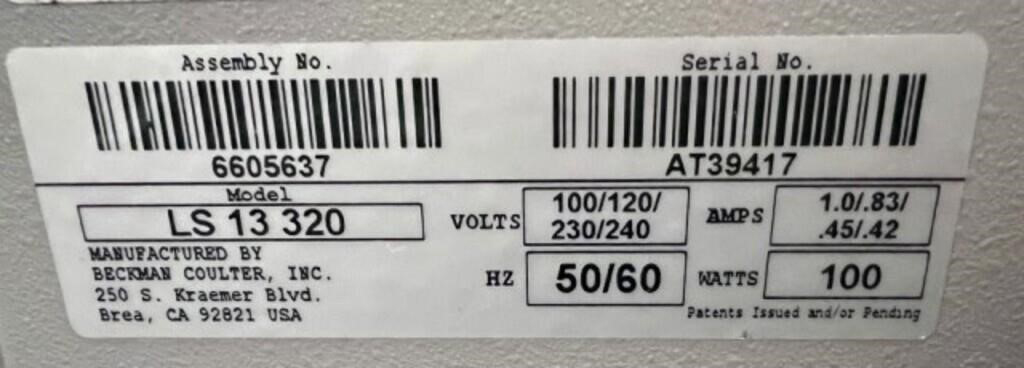 Assembly No.
Serial No.
6605637
AT39417
Model
LS 13 320
MANUFACTURED BY
BECKMAN COULTER, INC.
250 S. Kraemer Blvd.
Brea, CA 92821 USA
VOLTS
100/120/
230/240
AMPS
1.0/.83/
.45/.42
HZ
50/60
WATTS
100
Patents Issued and/or Pending